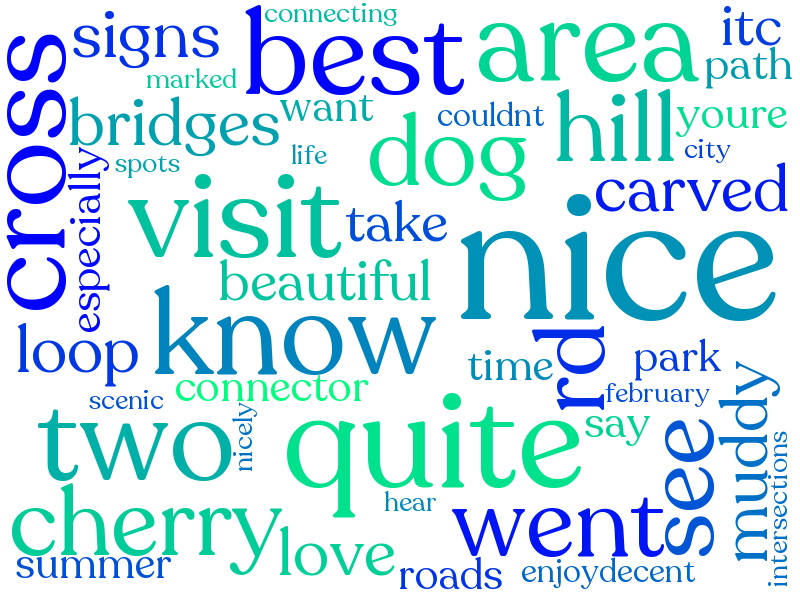 connecting
signs
best
area
itc
path
marked
cross
bridges
want
couldnt
hill
youre
dog
city
spots
life
especially
carved
visit
take
nice
beautiful
know
loop
rd
time
park
connector
scenic
february
nicely
two
quite
say
see
muddy
intersections
cherry
hear
went
love
summer
roads
enjoydecent